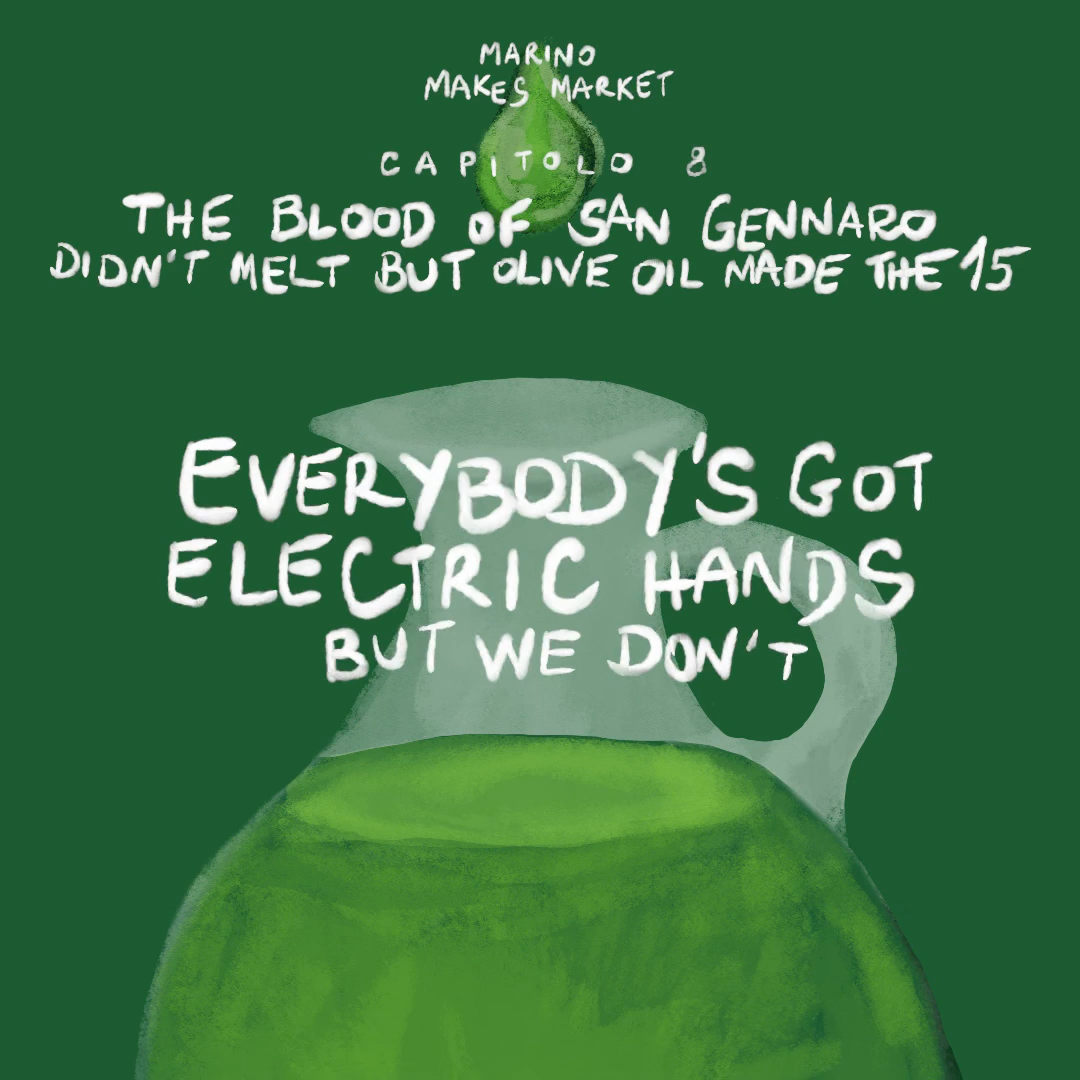 MARINO
MAKES MARKET
CAPITOLO 8
THE BLOOD OF SAN GENNARO
DIDN'T MELT BUT OLIVE OIL MADE THE 15
EVERYBODY'S GOT
ELECTRIC HANDS
BUT WE DON'T